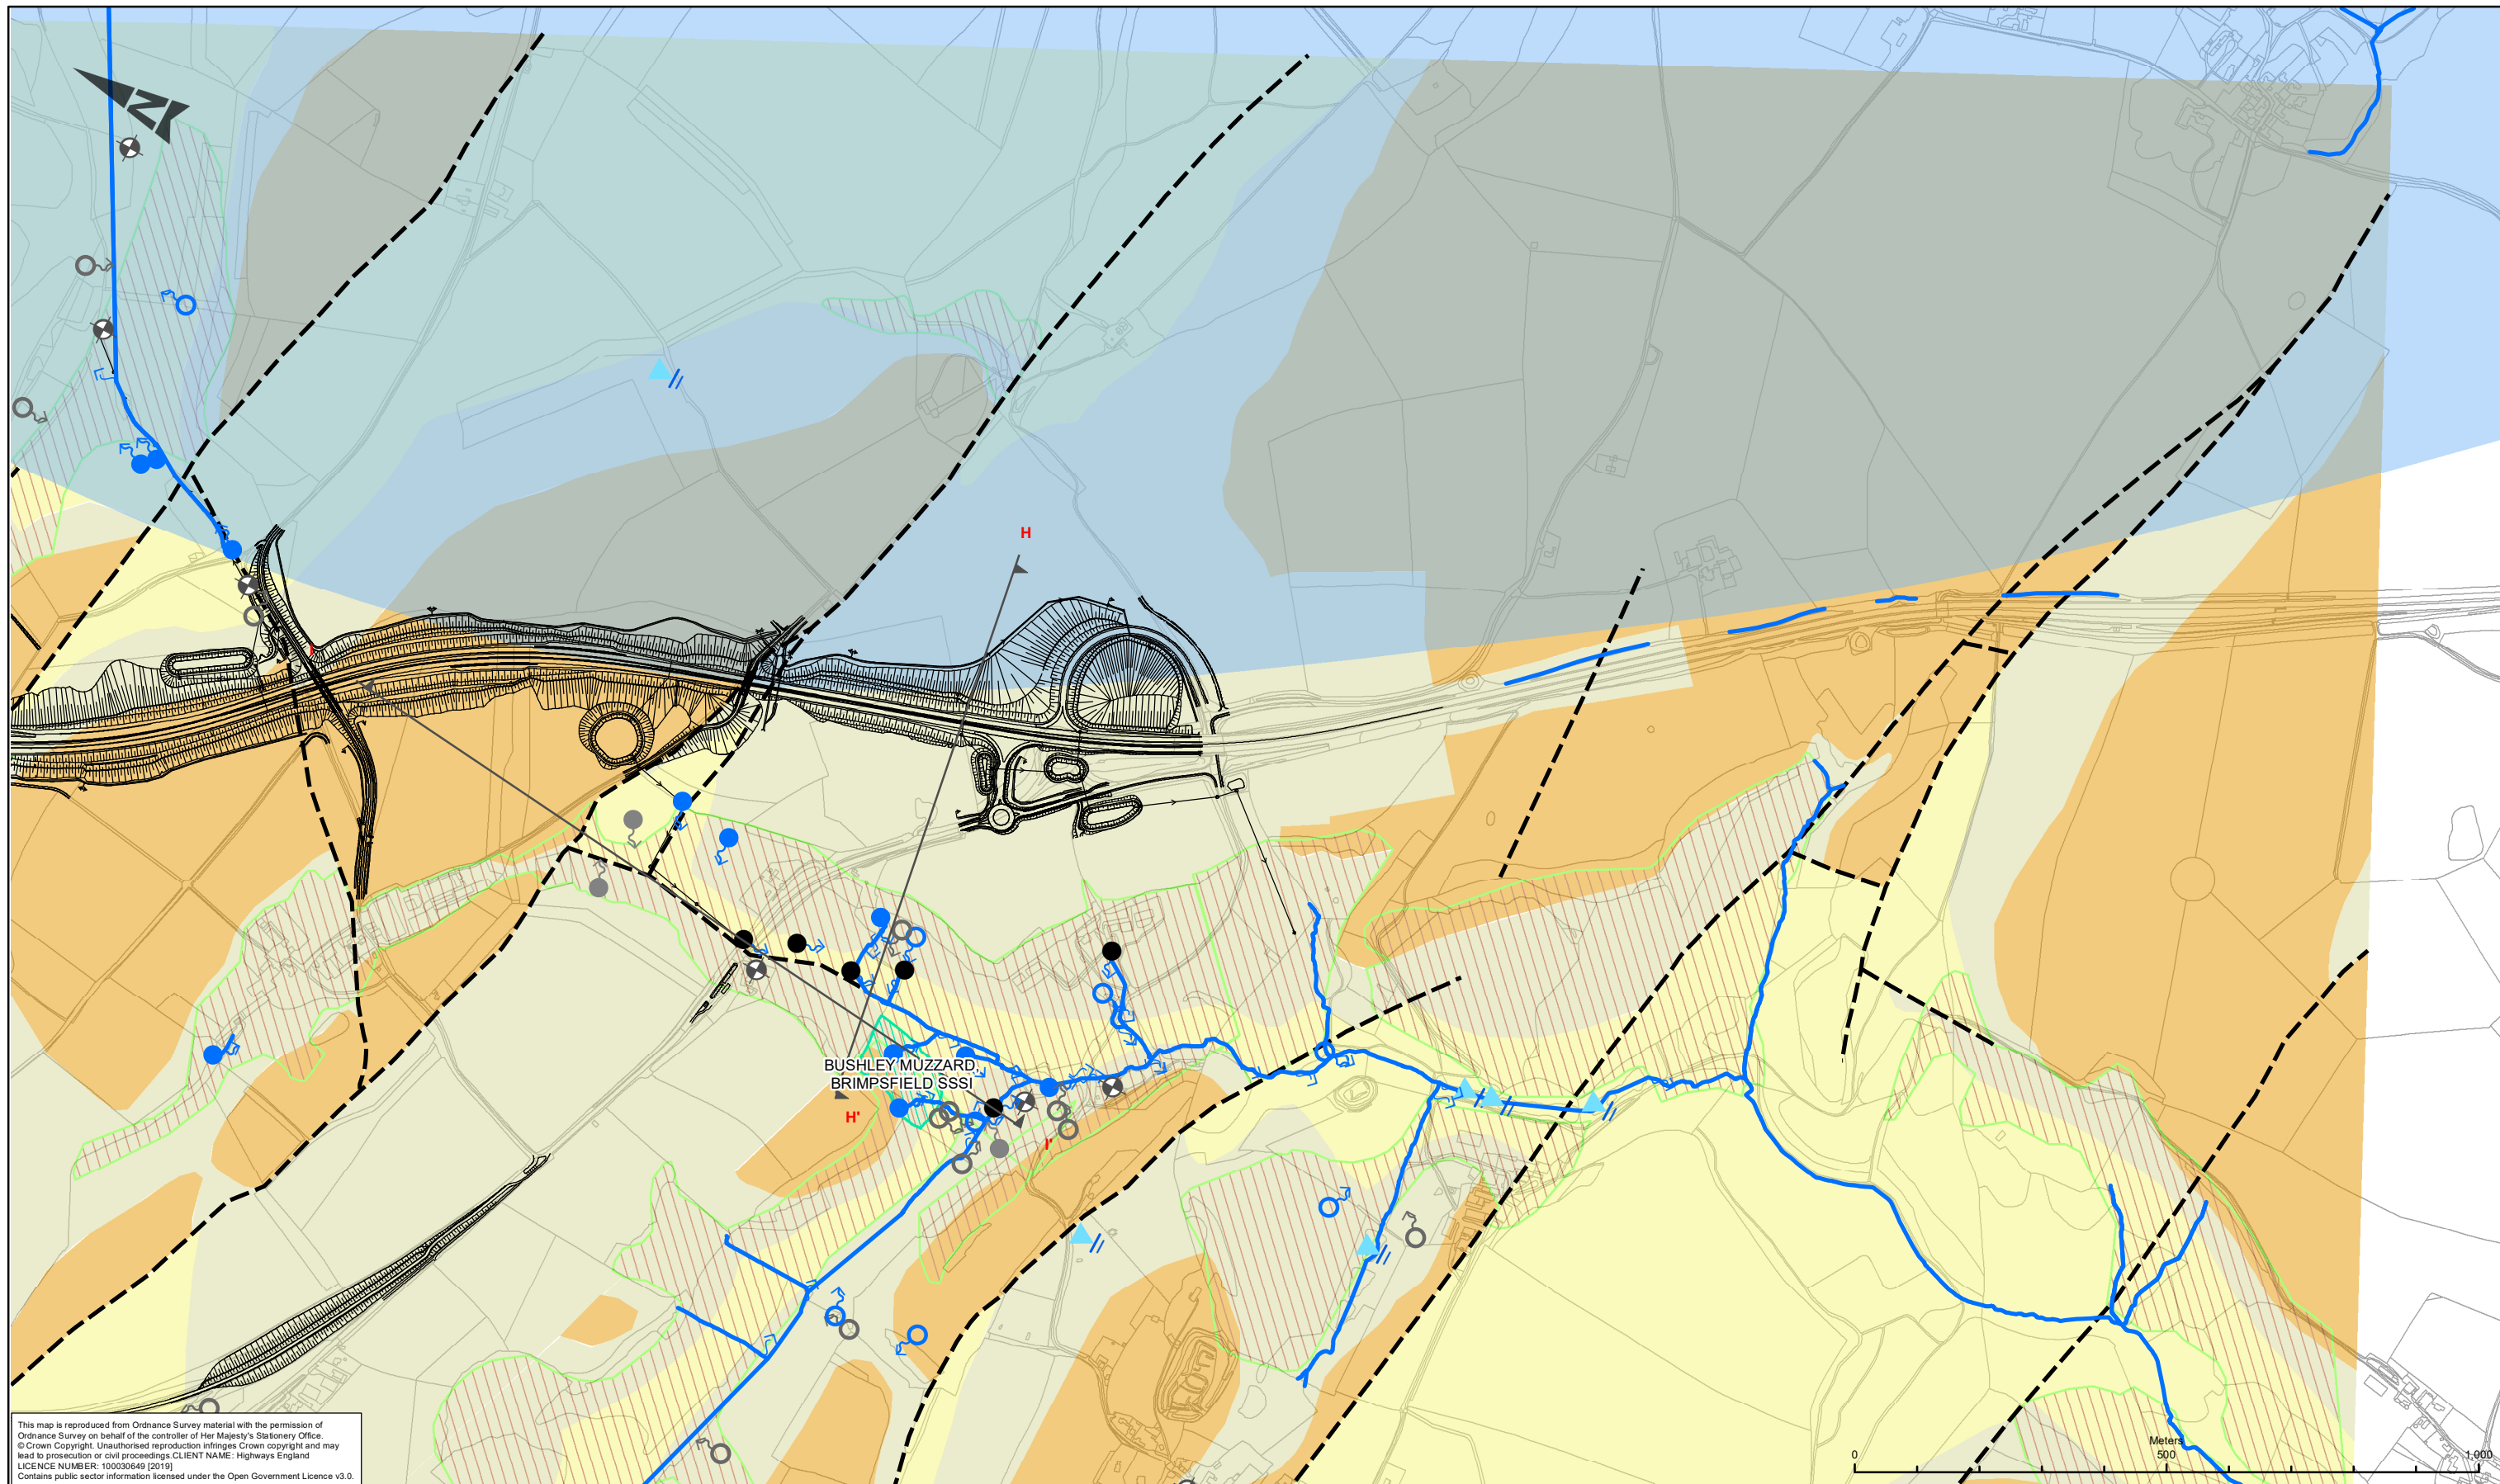 N
H
I
BUSHLEY MUZZARD,
BRIMPSFIELD SSSI
H'
I'
This map is reproduced from Ordnance Survey material with the permission of
Ordnance Survey on behalf of the controller of Her Majesty's Stationery Office.
© Crown Copyright. Unauthorised reproduction infringes Crown copyright and may
lead to prosecution or civil proceedings.CLIENT NAME: Highways England
LICENCE NUMBER: 100030649 [2019]
Contains public sector information licensed under the Open Government Licence v3.0.
Meters
0 500 1,000